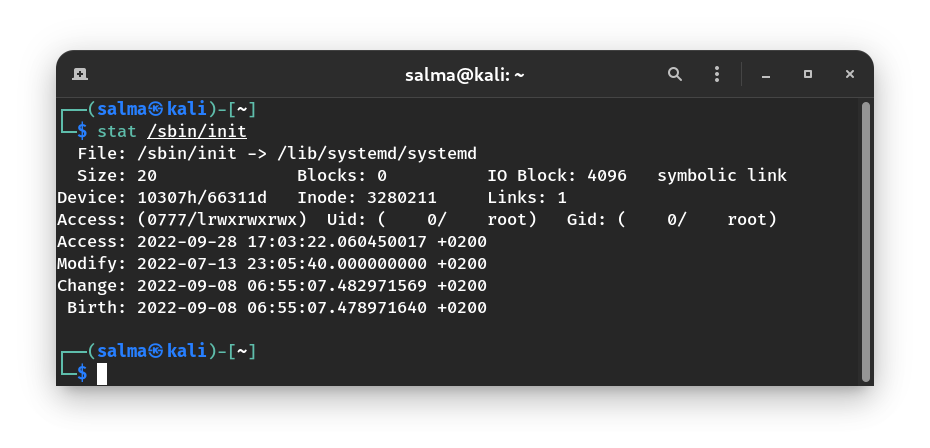 salma@kali: ~
┌──(salma㉿kali)-[~]
└─$ stat /sbin/init
  File: /sbin/init -> /lib/systemd/systemd
  Size: 20              Blocks: 0          IO Block: 4096   symbolic link
Device: 10307h/66311d   Inode: 3280211     Links: 1
Access: (0777/lrwxrwxrwx)  Uid: (    0/    root)   Gid: (    0/    root)
Access: 2022-09-28 17:03:22.060450017 +0200
Modify: 2022-07-13 23:05:40.000000000 +0200
Change: 2022-09-08 06:55:07.482971569 +0200
 Birth: 2022-09-08 06:55:07.478971640 +0200
┌──(salma㉿kali)-[~]
└─$